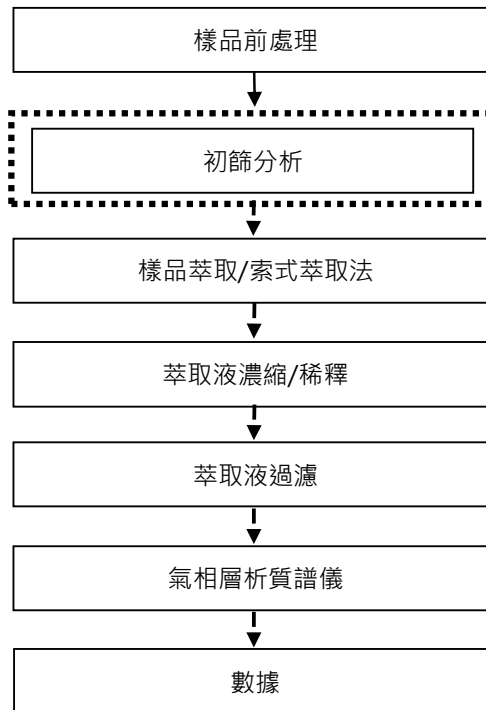 樣品前處理
初篩分析
樣品萃取/索式萃取法
萃取液濃縮/稀釋
萃取液過濾
氣相層析質譜儀
數據